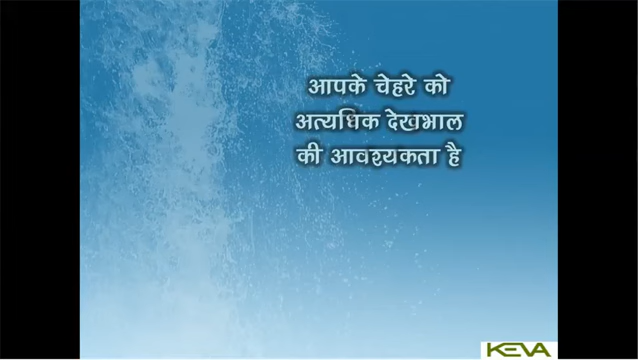 आपके चेहरे को
अत्यधिक देखभाल
की आवश्यकता है
KEVA